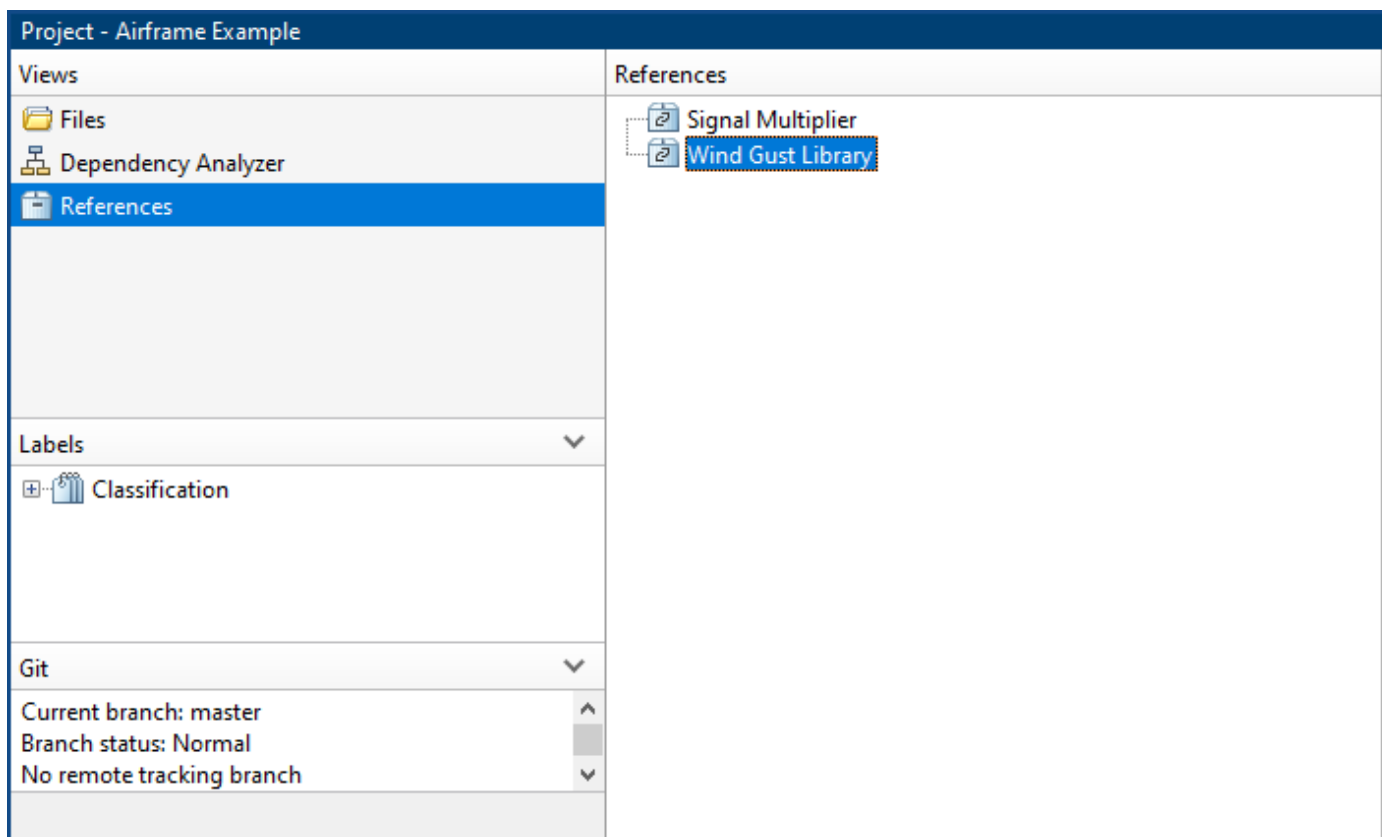 Project - Airframe Example
Views
Files
Dependency Analyzer
References
Labels
Classification
Git
Current branch: master
Branch status: Normal
No remote tracking branch
References
Signal Multiplier
Wind Gust Library